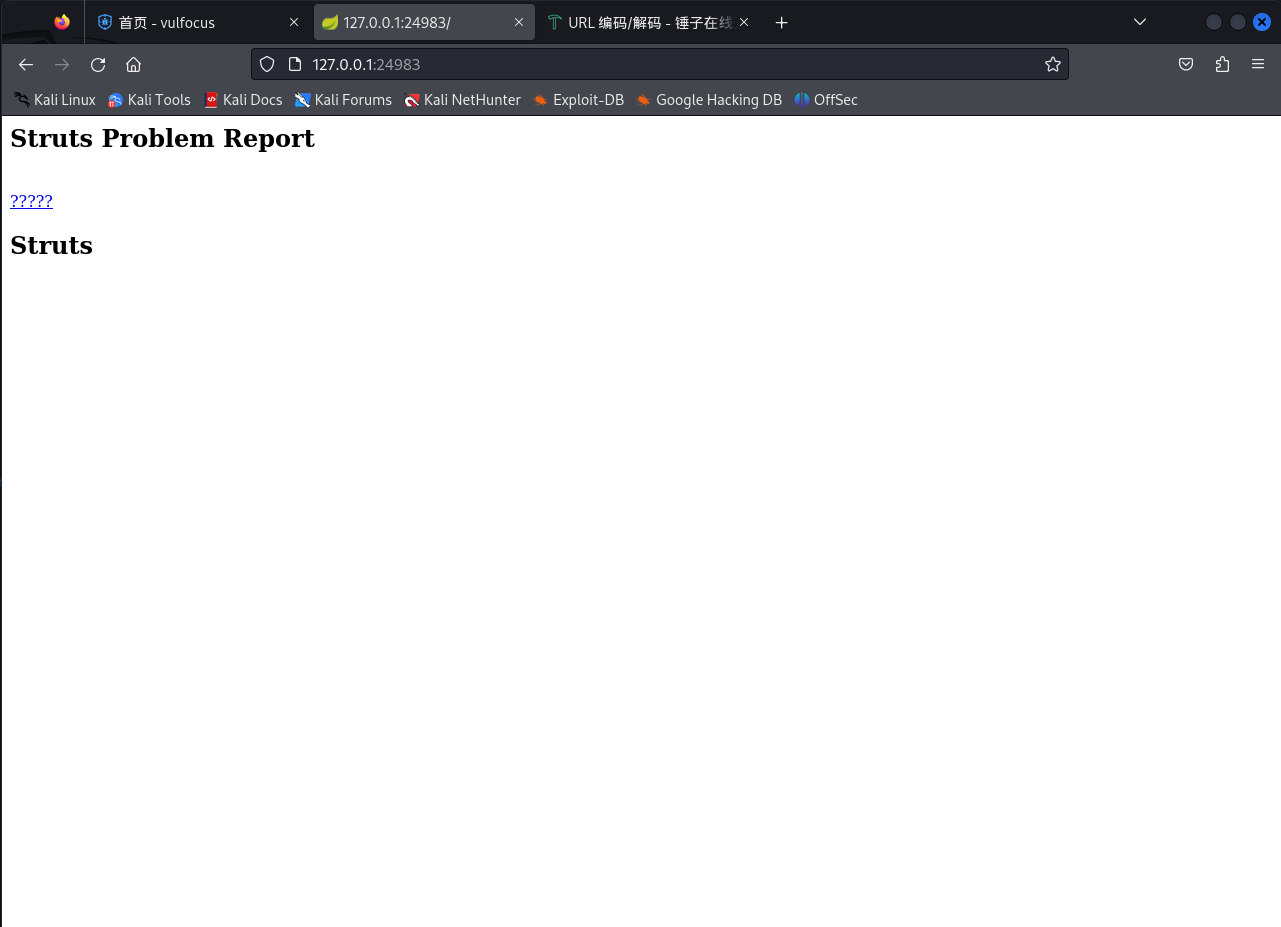 首页 - vulfocus
127.0.0.1:24983/
URL 编码/解码 - 锤子在线
127.0.0.1:24983
Kali Linux
Kali Tools
Kali Docs
Kali Forums
Kali NetHunter
Exploit-DB
Google Hacking DB
OffSec
Struts Problem Report
?????
Struts